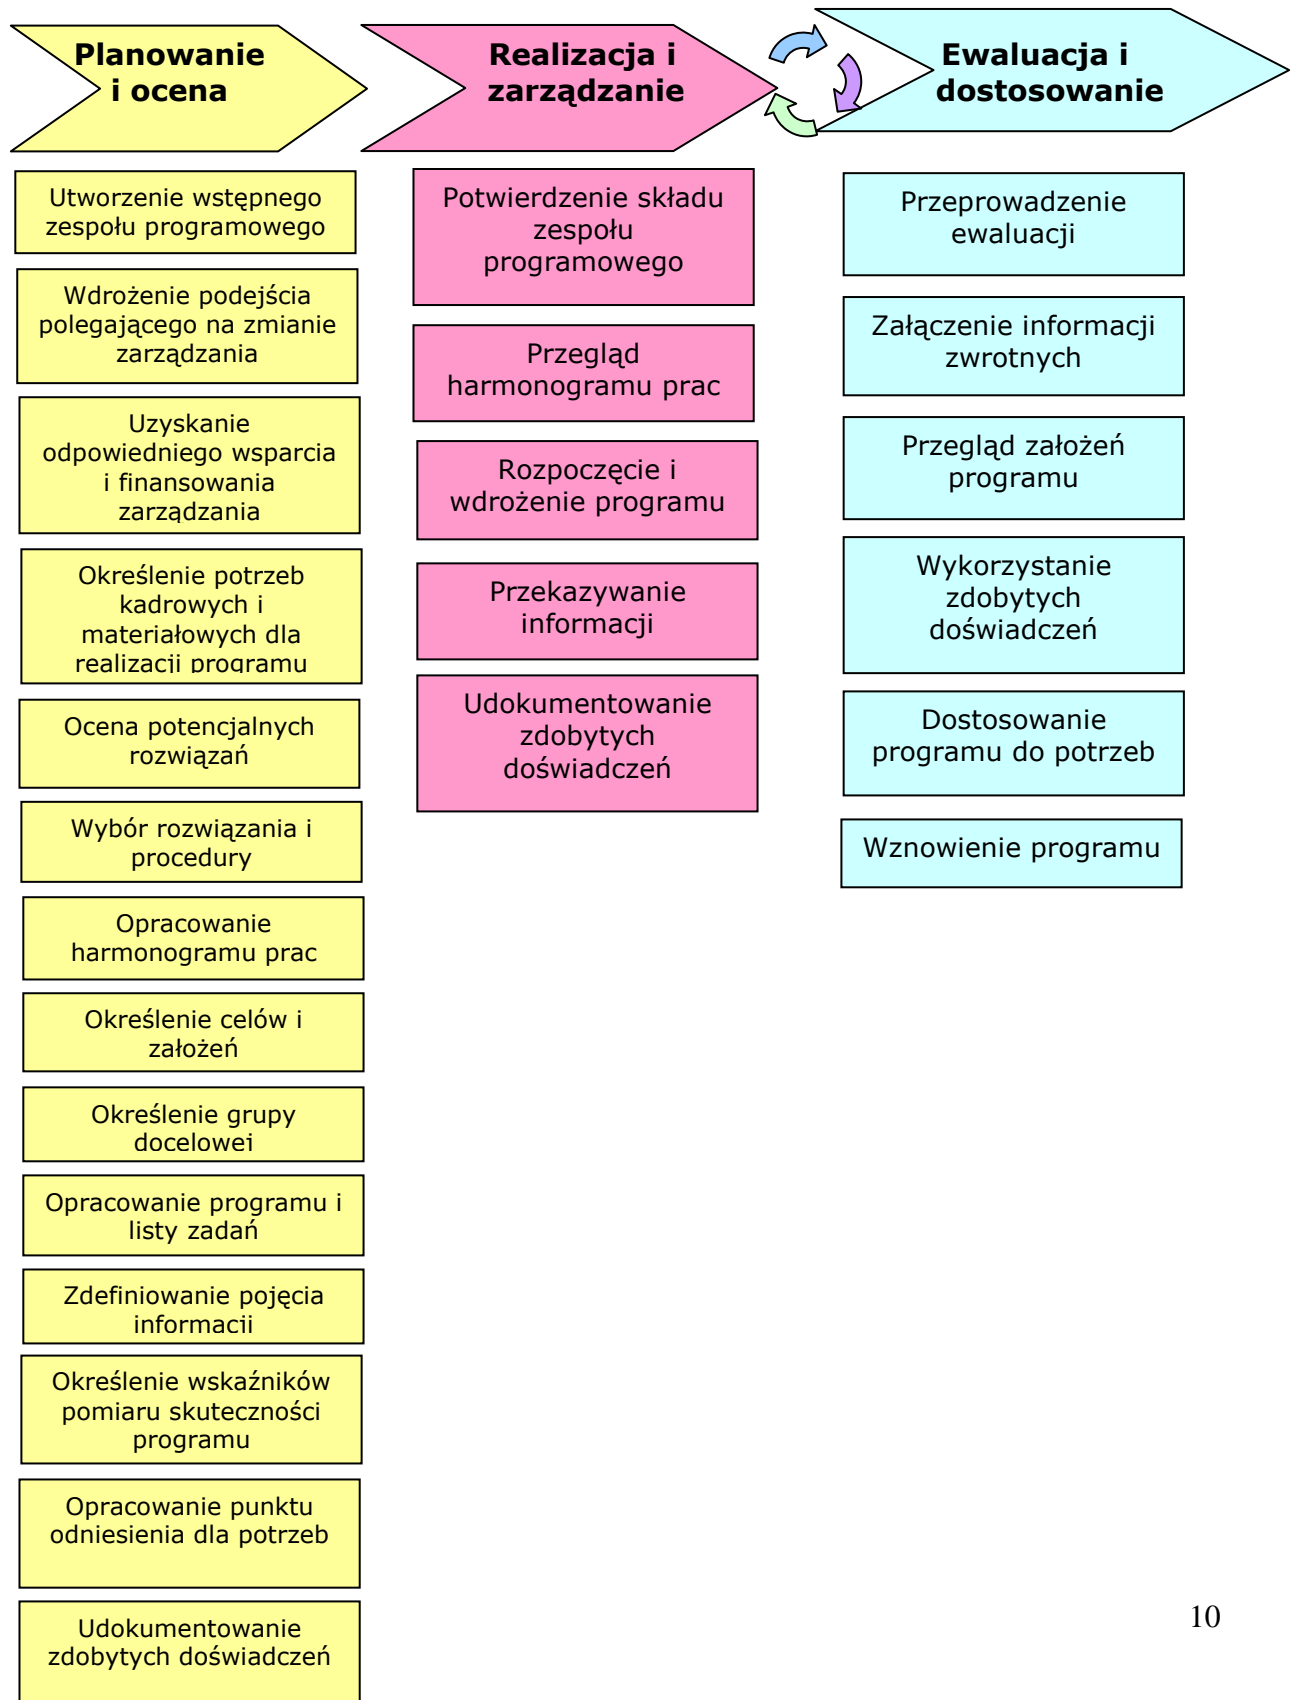 Planowanie
i ocena
Utworzenie wstępnego
zespołu programowego
Wdrożenie podejścia
polegającego na zmianie
zarządzania
Uzyskanie
odpowiedniego wsparcia
i finansowania
zarządzania
Określenie potrzeb
kadrowych i
materiałowych dla
realizacji programu
Ocena potencjalnych
rozwiązań
Wybór rozwiązania i
procedury
Opracowanie
harmonogramu prac
Określenie celów i
założeń
Określenie grupy
docelowej
Opracowanie programu i
listy zadań
Zdefiniowanie pojęcia
informacji
Określenie wskaźników
pomiaru skuteczności
programu
Opracowanie punktu
odniesienia dla potrzeb
Udokumentowanie
zdobytych doświadczeń
Realizacja i
zarządzanie
Potwierdzenie składu
zespołu
programowego
Przegląd
harmonogramu prac
Rozpoczęcie i
wdrożenie programu
Przekazywanie
informacji
Udokumentowanie
zdobytych
doświadczeń
Ewaluacja i
dostosowanie
Przeprowadzenie
ewaluacji
Załączenie informacji
zwrotnych
Przegląd założeń
programu
Wykorzystanie
zdobytych
doświadczeń
Dostosowanie
programu do potrzeb
Wznowienie programu
10